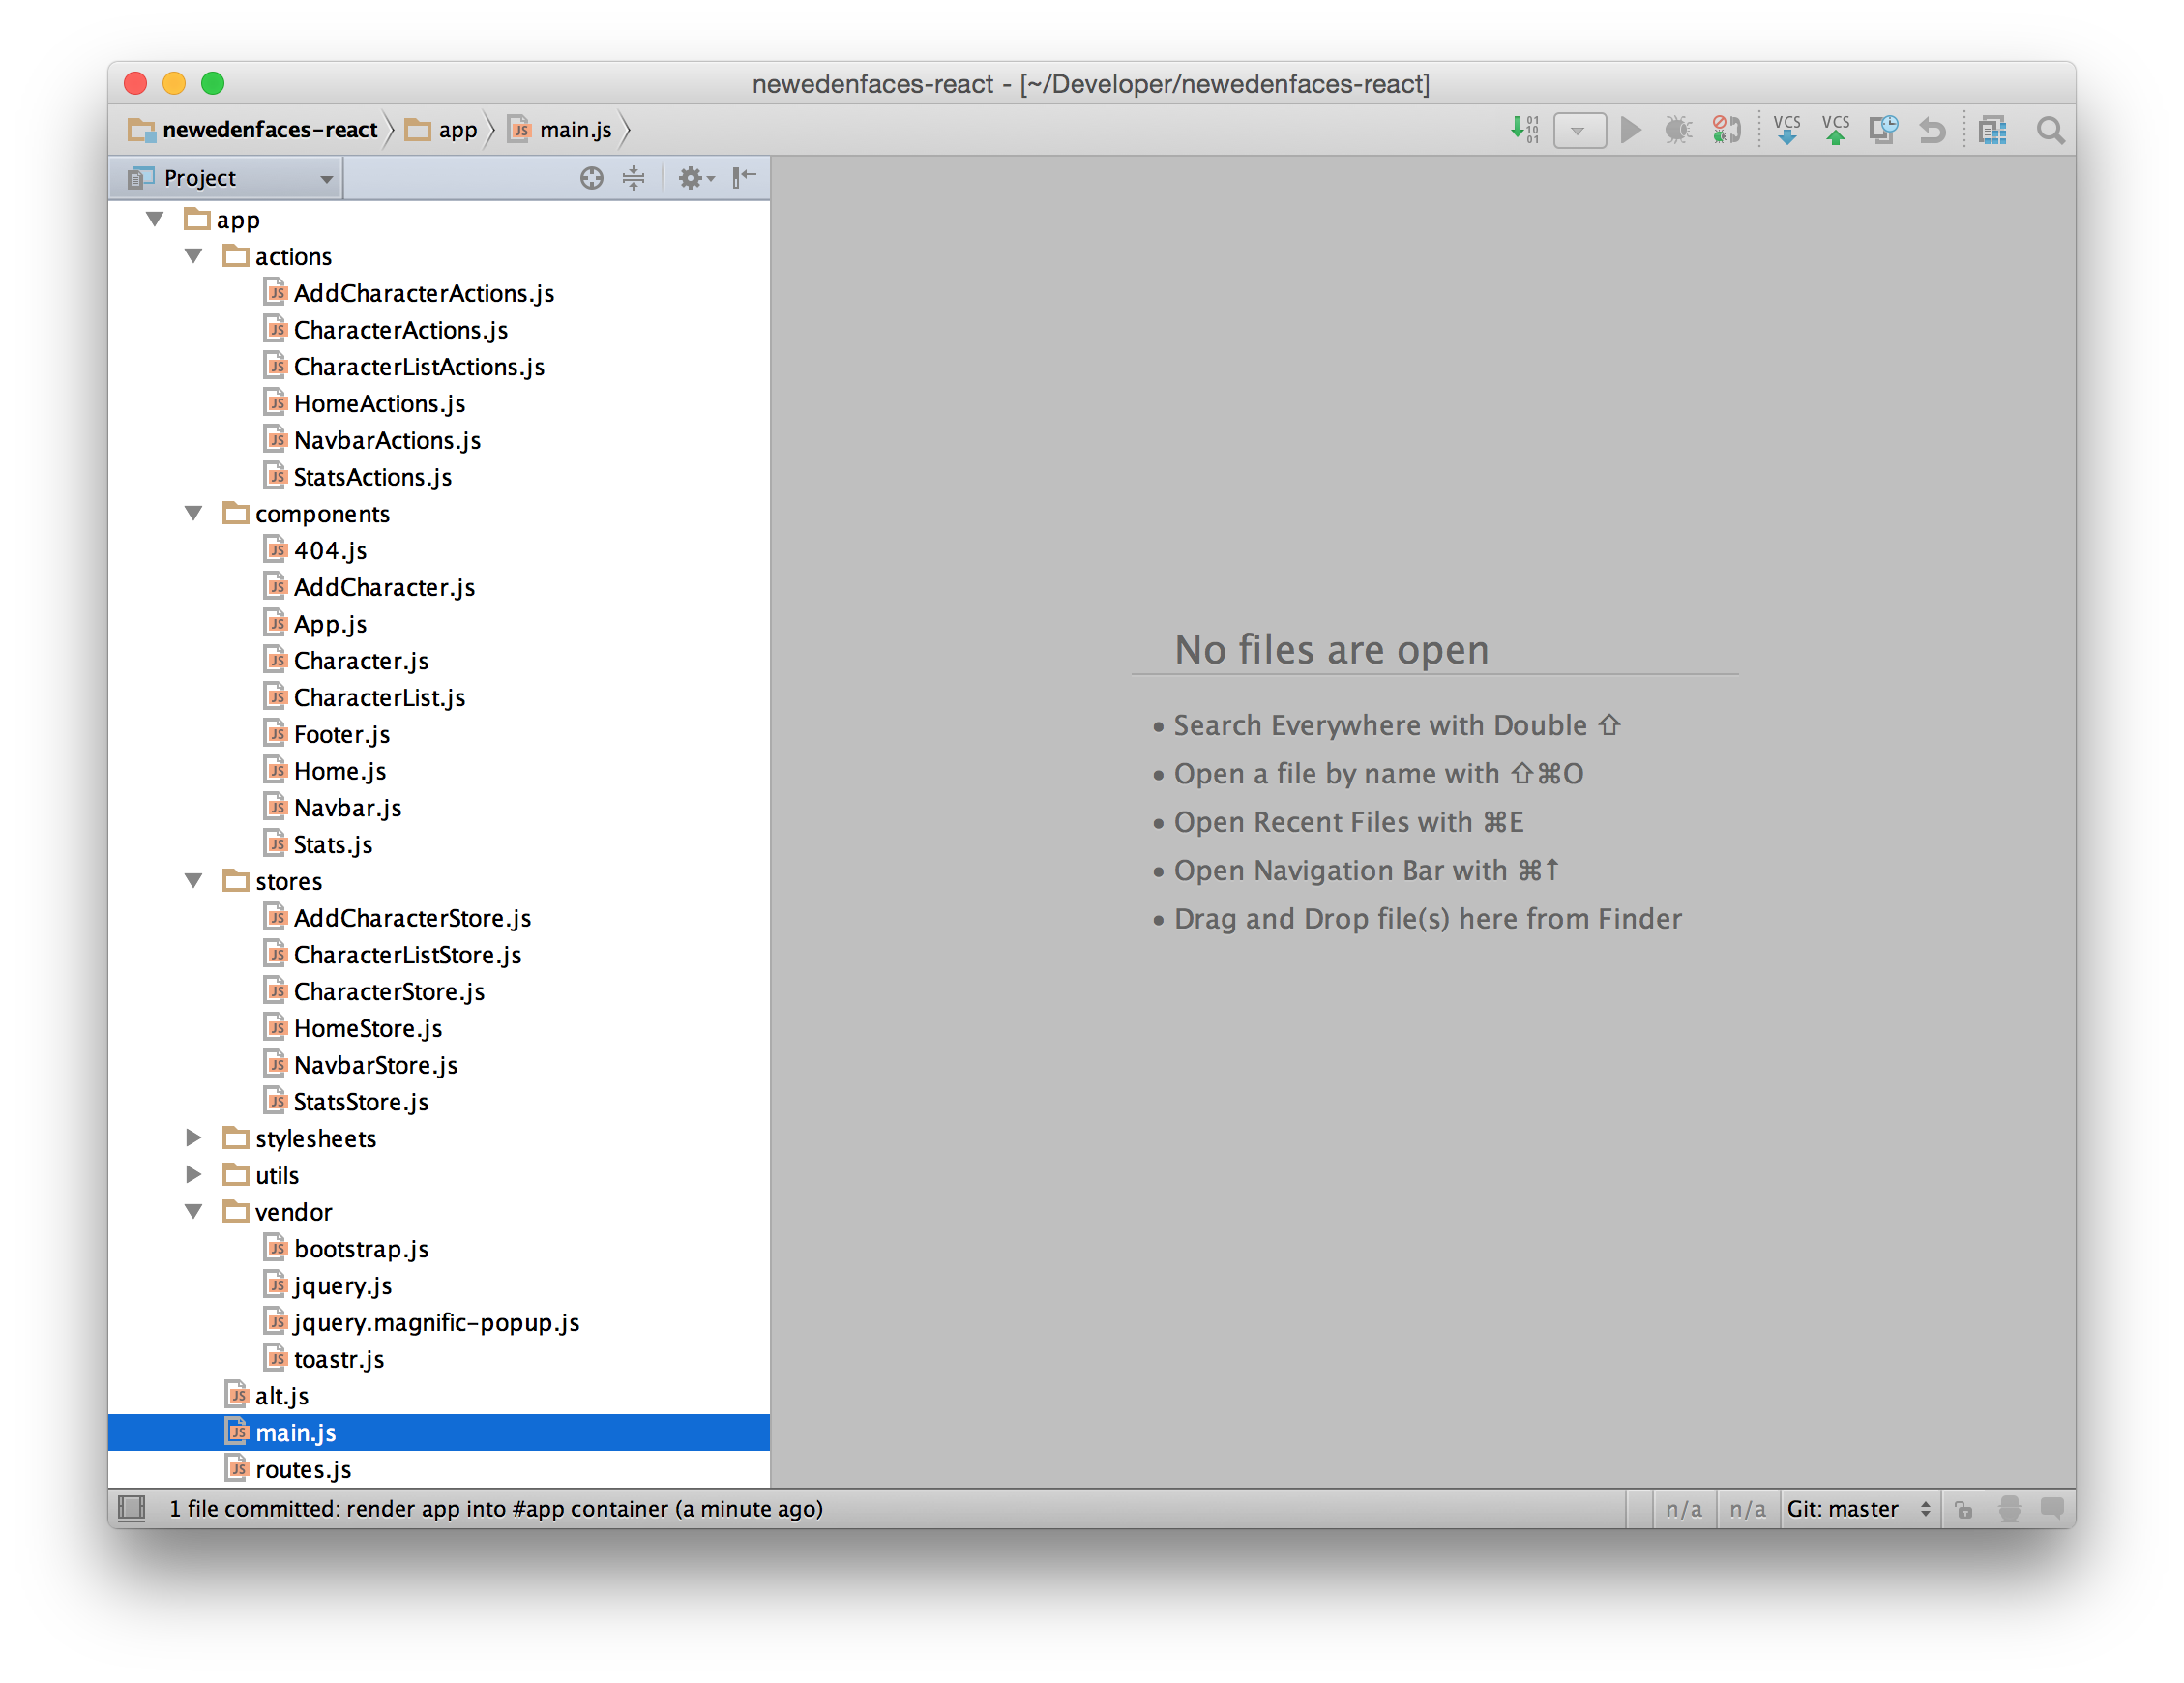 newedenfaces-react - [~/Developer/newedenfaces-react]
newedenfaces-react app main.js
VCS VCS
Project
app
actions
AddCharacterActions.js
CharacterActions.js
CharacterListActions.js
HomeActions.js
NavbarActions.js
StatsActions.js
components
404.js
AddCharacter.js
App.js
Character.js
CharacterList.js
Footer.js
Home.js
Navbar.js
Stats.js
stores
AddCharacterStore.js
CharacterListStore.js
CharacterStore.js
HomeStore.js
NavbarStore.js
StatsStore.js
stylesheets
utils
vendor
bootstrap.js
jquery.js
jquery.magnific-popup.js
toastr.js
alt.js
main.js
routes.js
No files are open
• Search Everywhere with Double ⇧
• Open a file by name with ⇧⌘O
• Open Recent Files with ⌘E
• Open Navigation Bar with ⌘↑
• Drag and Drop file(s) here from Finder
1 file committed: render app into #app container (a minute ago)
n/a n/a Git: master